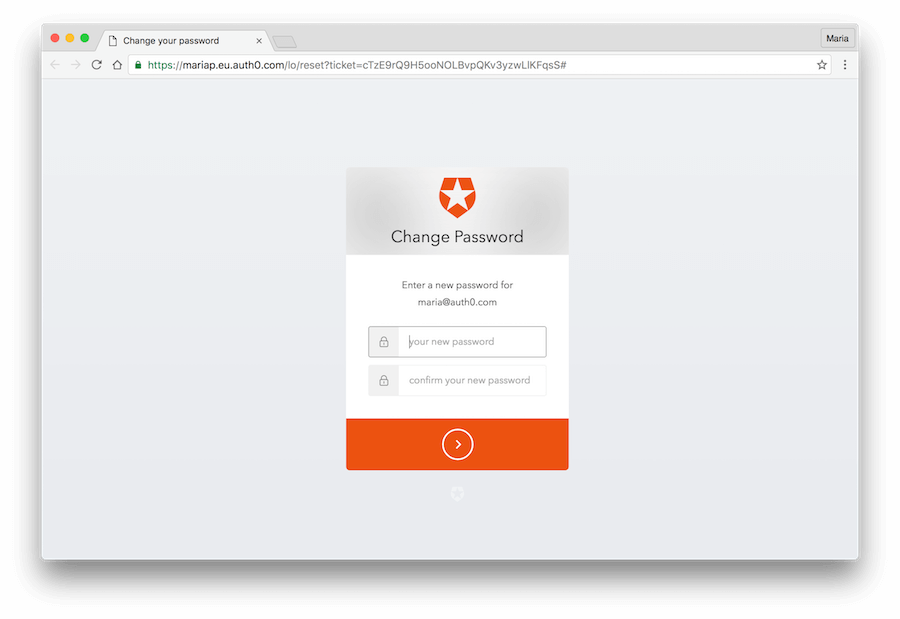 Change your password
Maria
https://mariap.eu.auth0.com/lo/reset?ticket=cTzE9rQ9H5ooNOLBvpQKv3yzwLlKFqsS#
Change Password
Enter a new password for
maria@auth0.com
your new password
confirm your new password